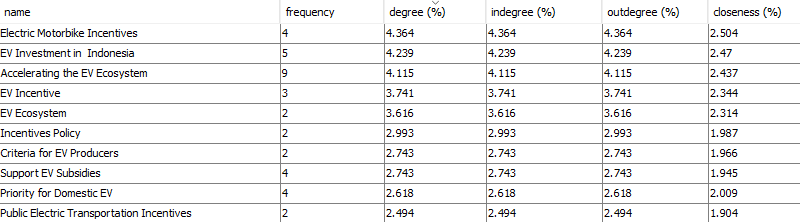 name frequency degree (%) indegree (%) outdegree (%) closeness (%)
Electric Motorbike Incentives 4 4.364 4.364 4.364 2.504
EV Investment in  Indonesia 5 4.239 4.239 4.239 2.47
Accelerating the EV Ecosystem 9 4.115 4.115 4.115 2.437
EV Incentive 3 3.741 3.741 3.741 2.344
EV Ecosystem 2 3.616 3.616 3.616 2.314
Incentives Policy 2 2.993 2.993 2.993 1.987
Criteria for EV Producers 2 2.743 2.743 2.743 1.966
Support EV Subsidies 4 2.743 2.743 2.743 1.945
Priority for Domestic EV 4 2.618 2.618 2.618 2.009
Public Electric Transportation Incentives 2 2.494 2.494 2.494 1.904